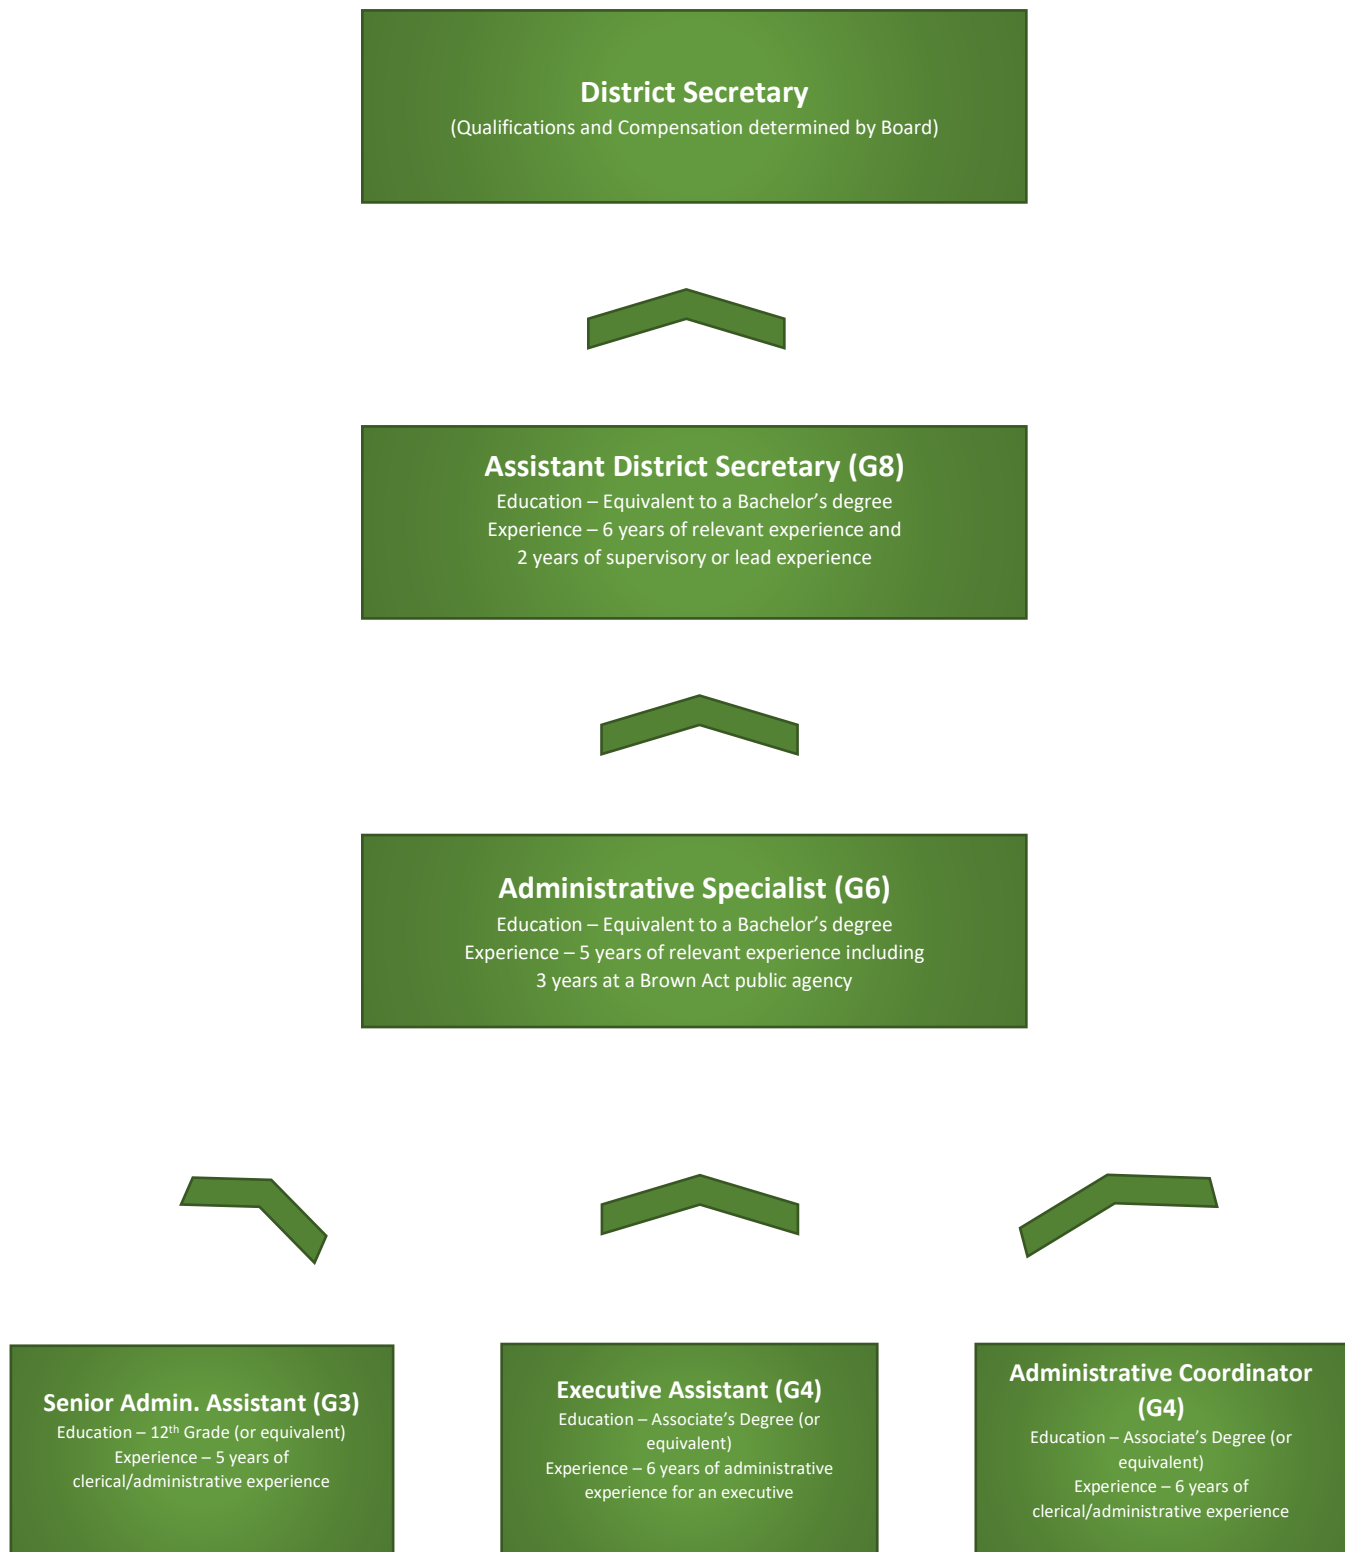 District Secretary
(Qualifications and Compensation determined by Board)
Assistant District Secretary (G8)
Education – Equivalent to a Bachelor’s degree
Experience – 6 years of relevant experience and
2 years of supervisory or lead experience
Administrative Specialist (G6)
Education – Equivalent to a Bachelor’s degree
Experience – 5 years of relevant experience including
3 years at a Brown Act public agency
Senior Admin. Assistant (G3)
Education – 12th Grade (or equivalent)
Experience – 5 years of
clerical/administrative experience
Executive Assistant (G4)
Education – Associate’s Degree (or
equivalent)
Experience – 6 years of administrative
experience for an executive
Administrative Coordinator
(G4)
Education – Associate’s Degree (or
equivalent)
Experience – 6 years of
clerical/administrative experience